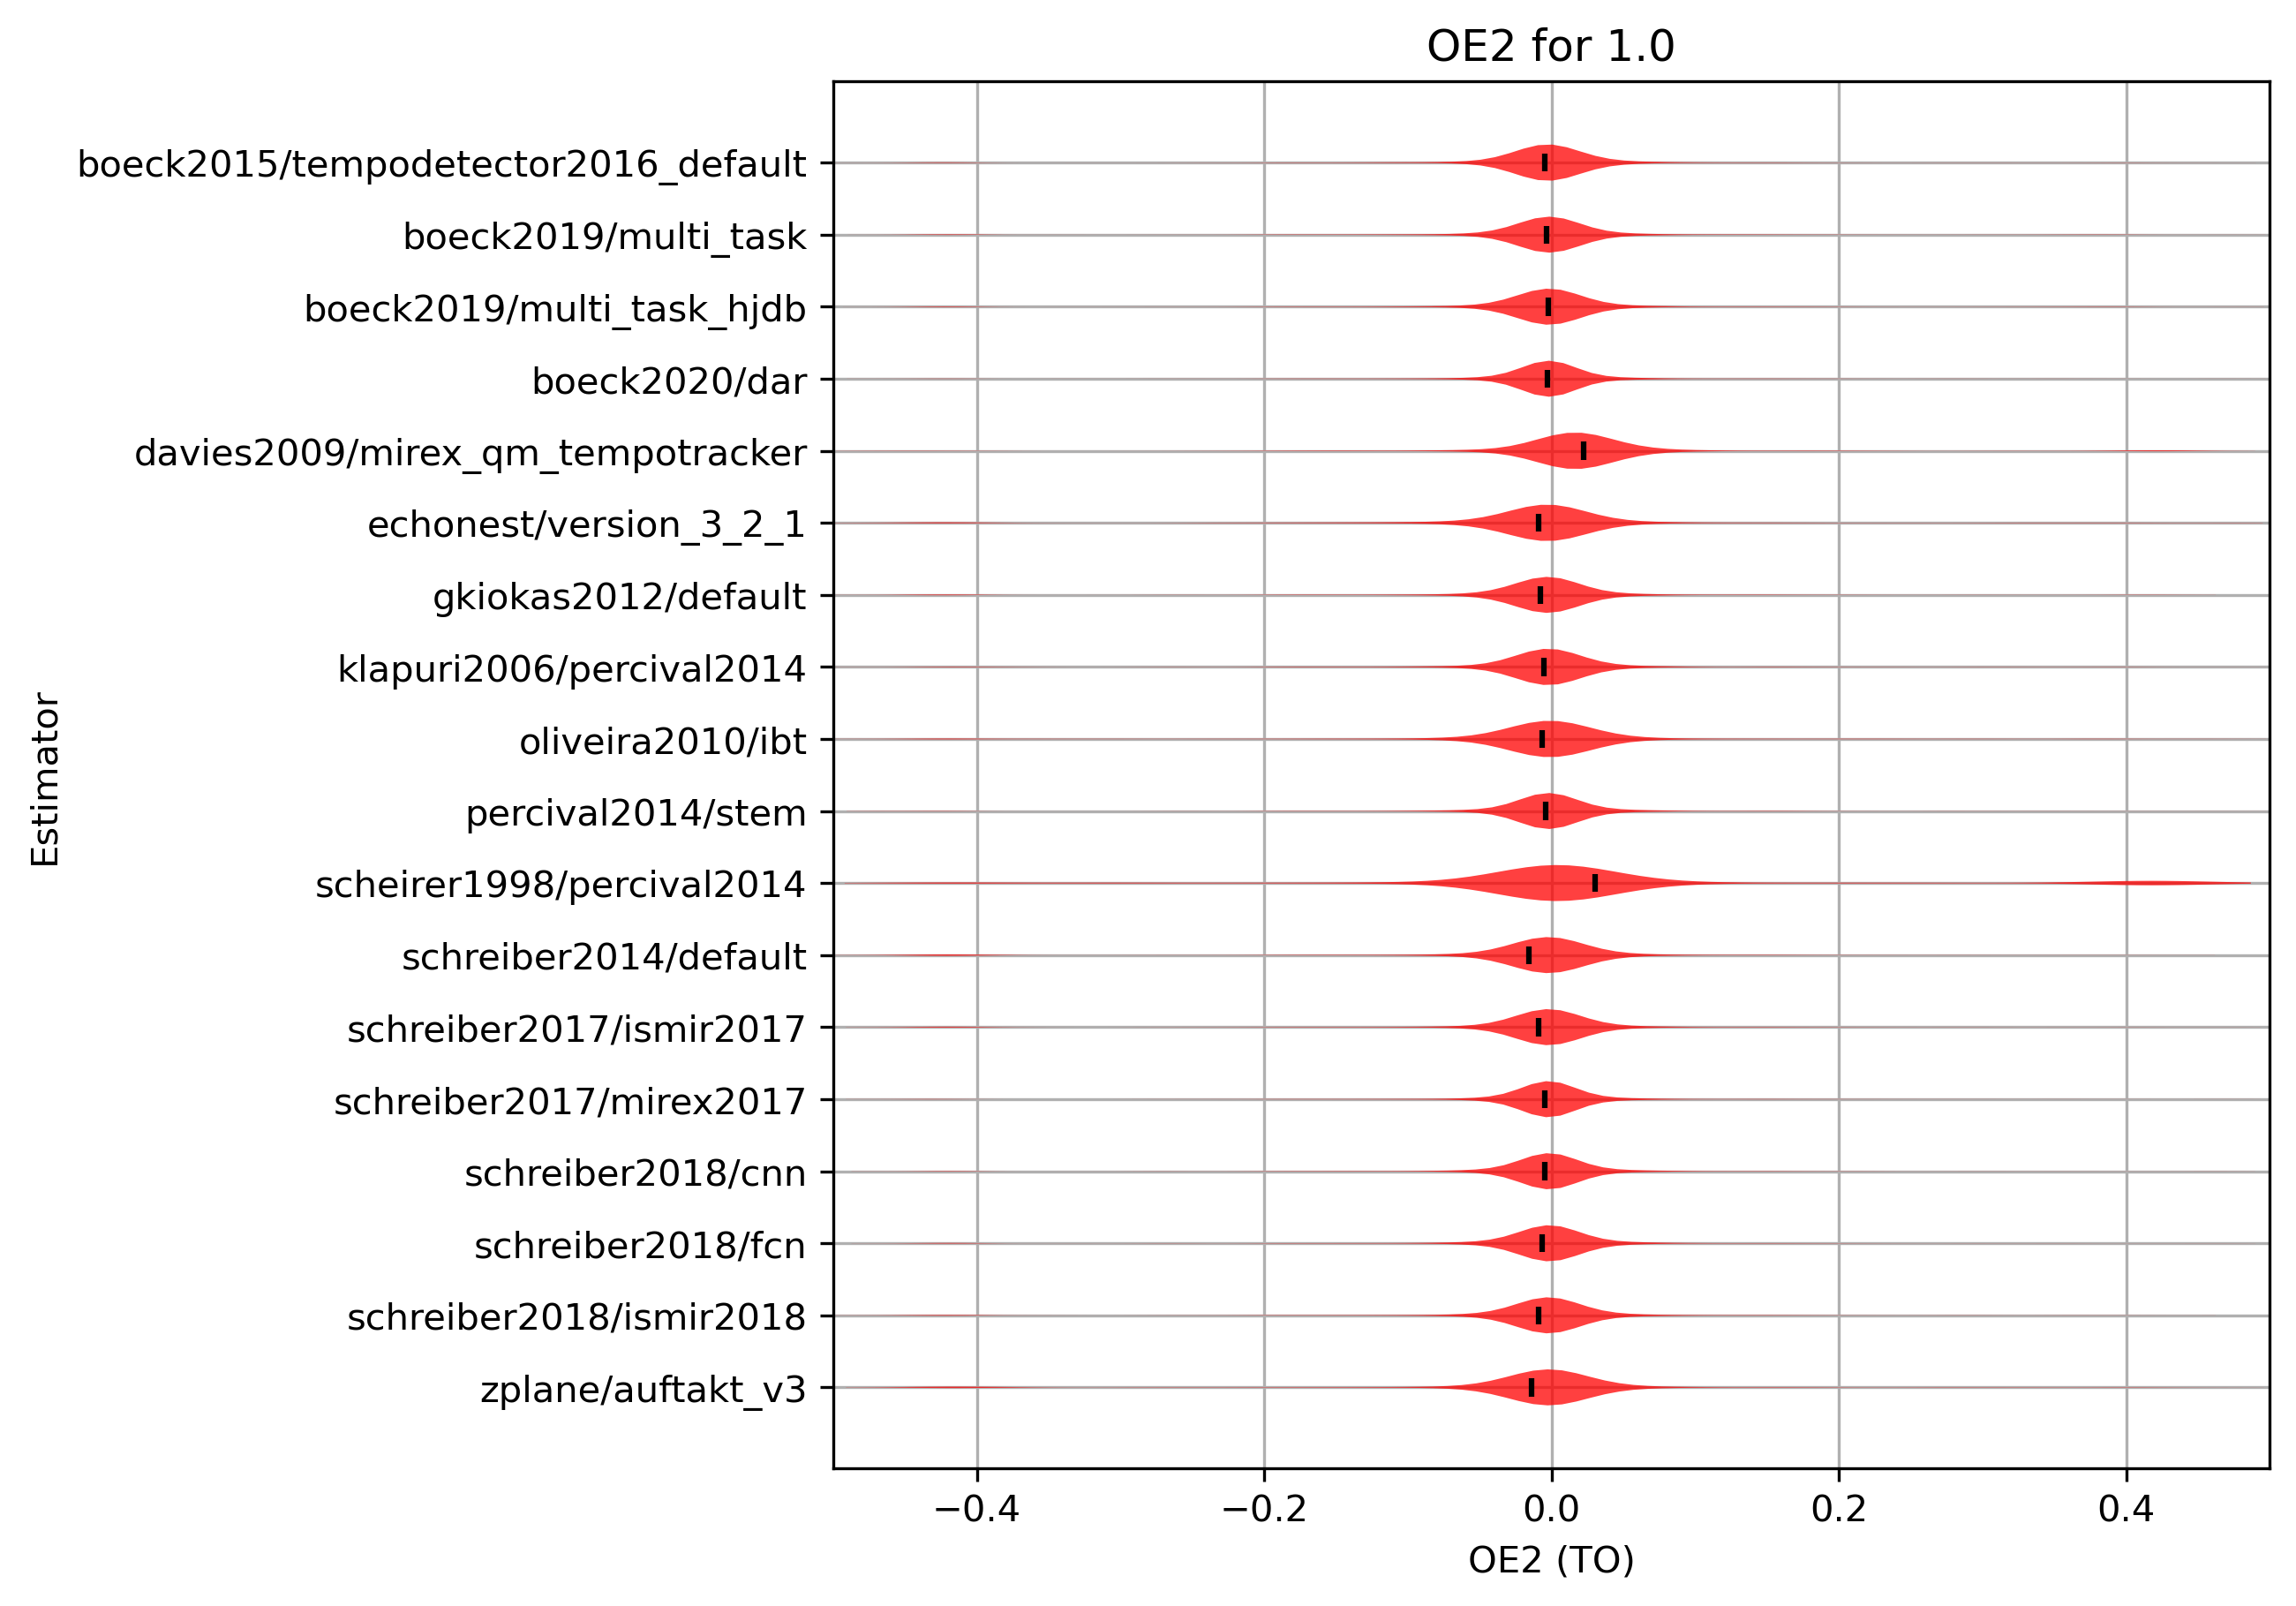 OE2 for 1.0
boeck2015/tempodetector2016_default
boeck2019/multi_task
boeck2019/multi_task_hjdb
boeck2020/dar
davies2009/mirex_qm_tempotracker
echonest/version_3_2_1
gkiokas2012/default
klapuri2006/percival2014
oliveira2010/ibt
percival2014/stem
scheirer1998/percival2014
schreiber2014/default
schreiber2017/ismir2017
schreiber2017/mirex2017
schreiber2018/cnn
schreiber2018/fcn
schreiber2018/ismir2018
zplane/auftakt_v3
Estimator
−0.4 −0.2 0.0 0.2 0.4
OE2 (TO)